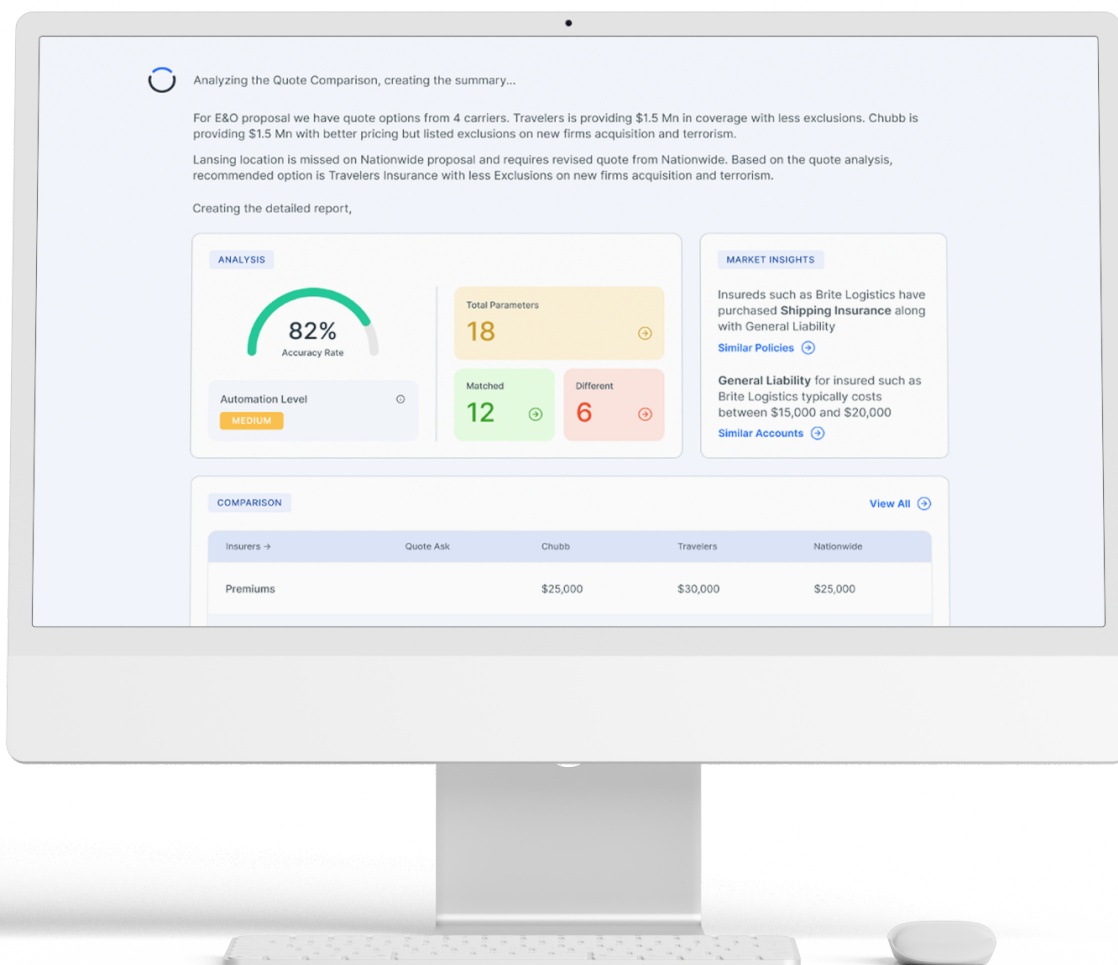 Analyzing the Quote Comparison, creating the summary...
For E&O proposal we have quote options from 4 carriers. Travelers is providing $1.5 Mn in coverage with less exclusions. Chubb is
providing $1.5 Mn with better pricing but listed exclusions on new firms acquisition and terrorism.
Lansing location is missed on Nationwide proposal and requires revised quote from Nationwide. Based on the quote analysis,
recommended option is Travelers Insurance with less Exclusions on new firms acquisition and terrorism.
Creating the detailed report,
ANALYSIS
82%
Accuracy Rate
Automation Level
MEDIUM
Total Parameters
18
Matched
12
Different
6
MARKET INSIGHTS
Insureds such as Brite Logistics have
purchased Shipping Insurance along
with General Liability
Similar Policies
General Liability for insured such as
Brite Logistics typically costs
between $15,000 and $20,000
Similar Accounts
COMPARISON
View All
Insurers → Quote Ask Chubb Travelers Nationwide
Premiums $25,000 $30,000 $25,000